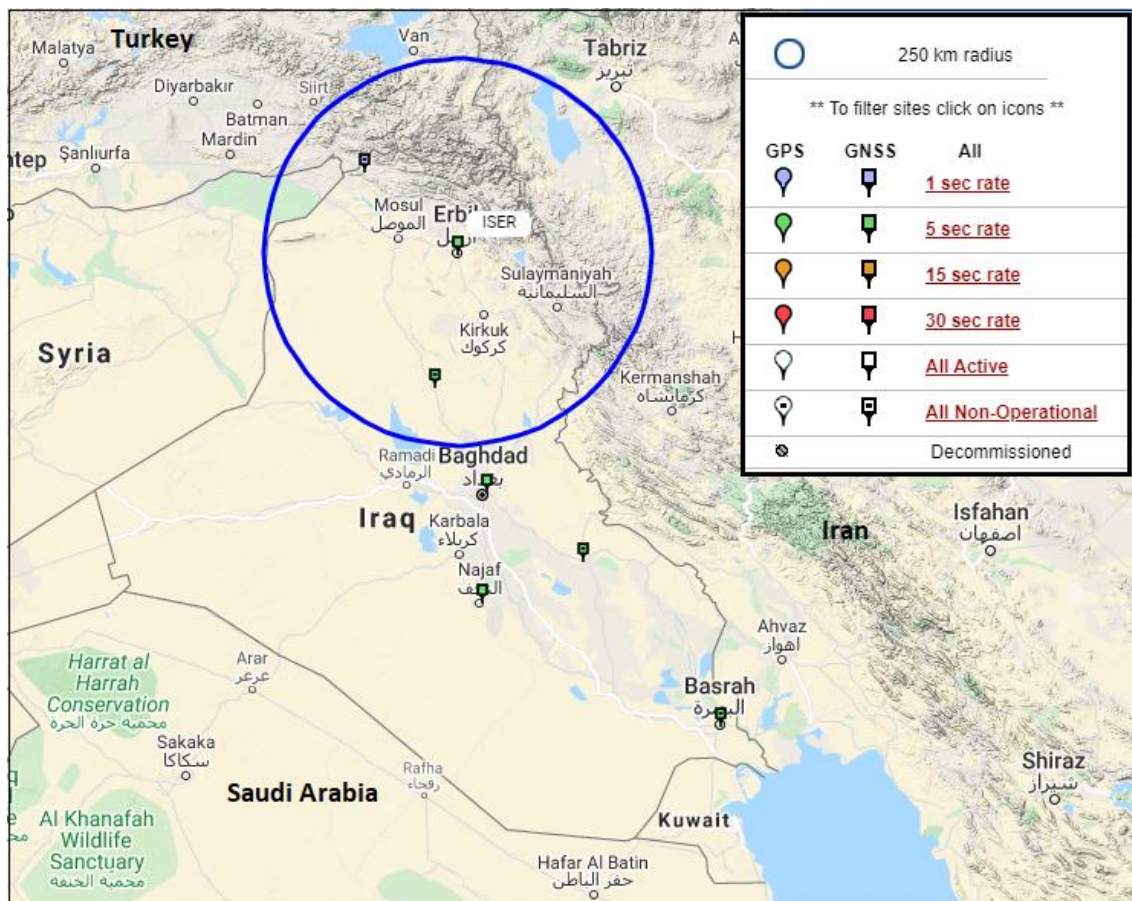 Turkey
Malatya
Van
Tabriz
تبریز
Diyarbakır
Siirt
Batman
Mardin
ntep
Şanlıurfa
Mosul
الموصل
Erbil
ISER
Sulaymaniyah
السليمانية
Kirkuk
كركوك
Syria
Kermanshah
کرمانشاه
Ramadi
الرمادي
Baghdad
بغداد
Iraq
Karbala
كربلاء
Najaf
Iran
Isfahan
اصفهان
Ahvaz
اهواز
Basrah
البصرة
Harrat al
Harrah
Conservation
محمية حرة الحرة
Arar
عرعر
Sakaka
سكاكا
Rafha
رفحاء
Saudi Arabia
Al Khanafah
Wildlife
Sanctuary
محمية الخنفة
Kuwait
Hafar Al Batin
حفر الباطن
Shiraz
شیراز
250 km radius
** To filter sites click on icons **
GPS GNSS All
1 sec rate
5 sec rate
15 sec rate
30 sec rate
All Active
All Non-Operational
Decommissioned